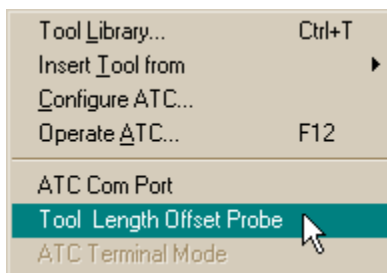 Tool Library... Ctrl+T
Insert Tool from
Configure ATC...
Operate ATC... F12
ATC Com Port
Tool Length Offset Probe
ATC Terminal Mode